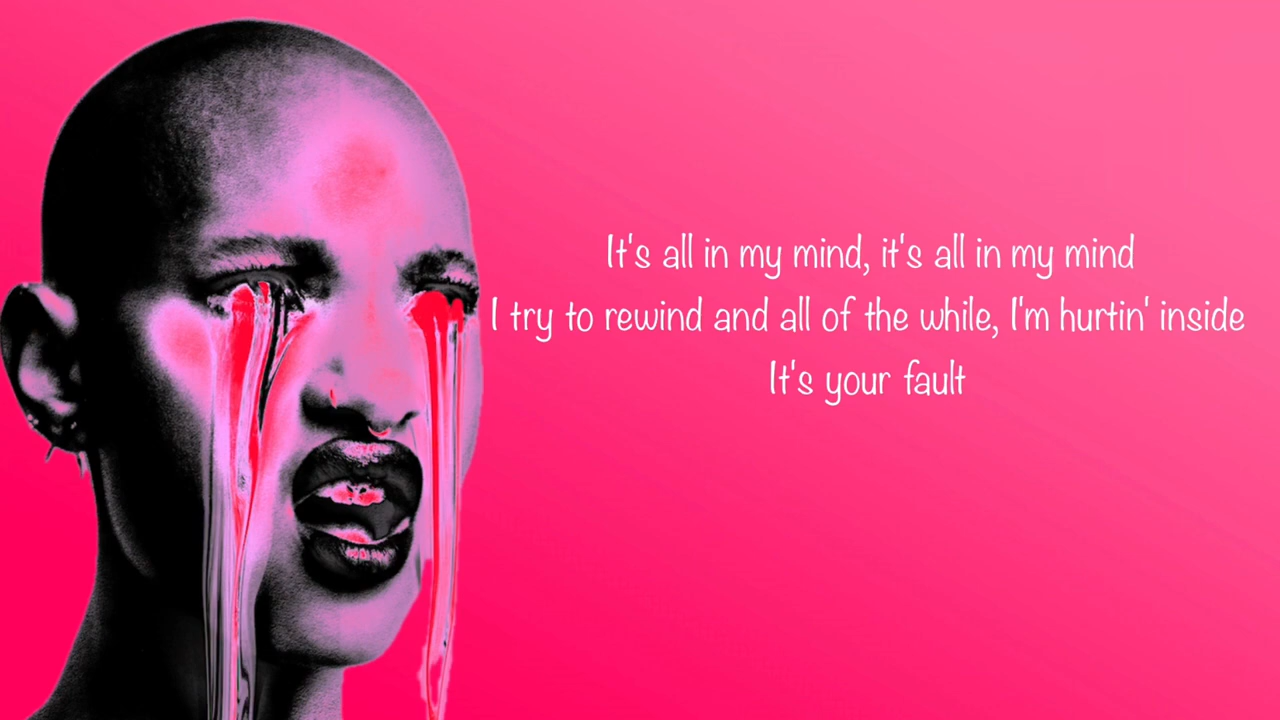 It's all in my mind, it's all in my mind
I try to rewind and all of the while, I'm hurtin' inside
It's your fault